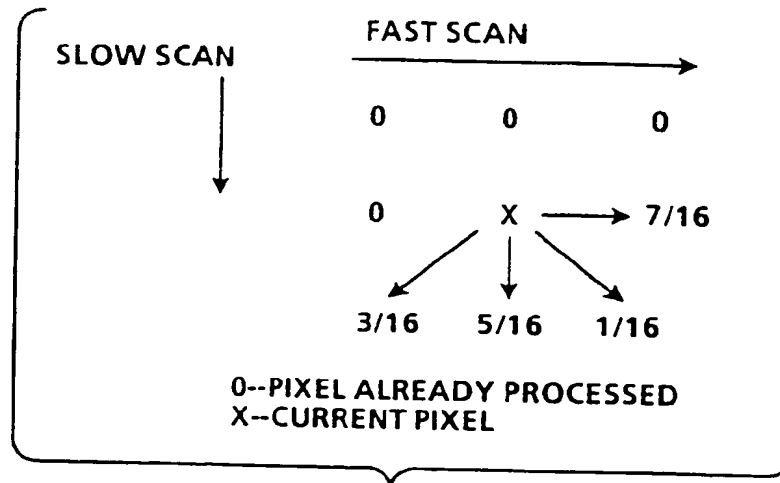 FAST SCAN
SLOW SCAN
0 0 0
0 X 7/16
3/16 5/16 1/16
0--PIXEL ALREADY PROCESSED
X--CURRENT PIXEL